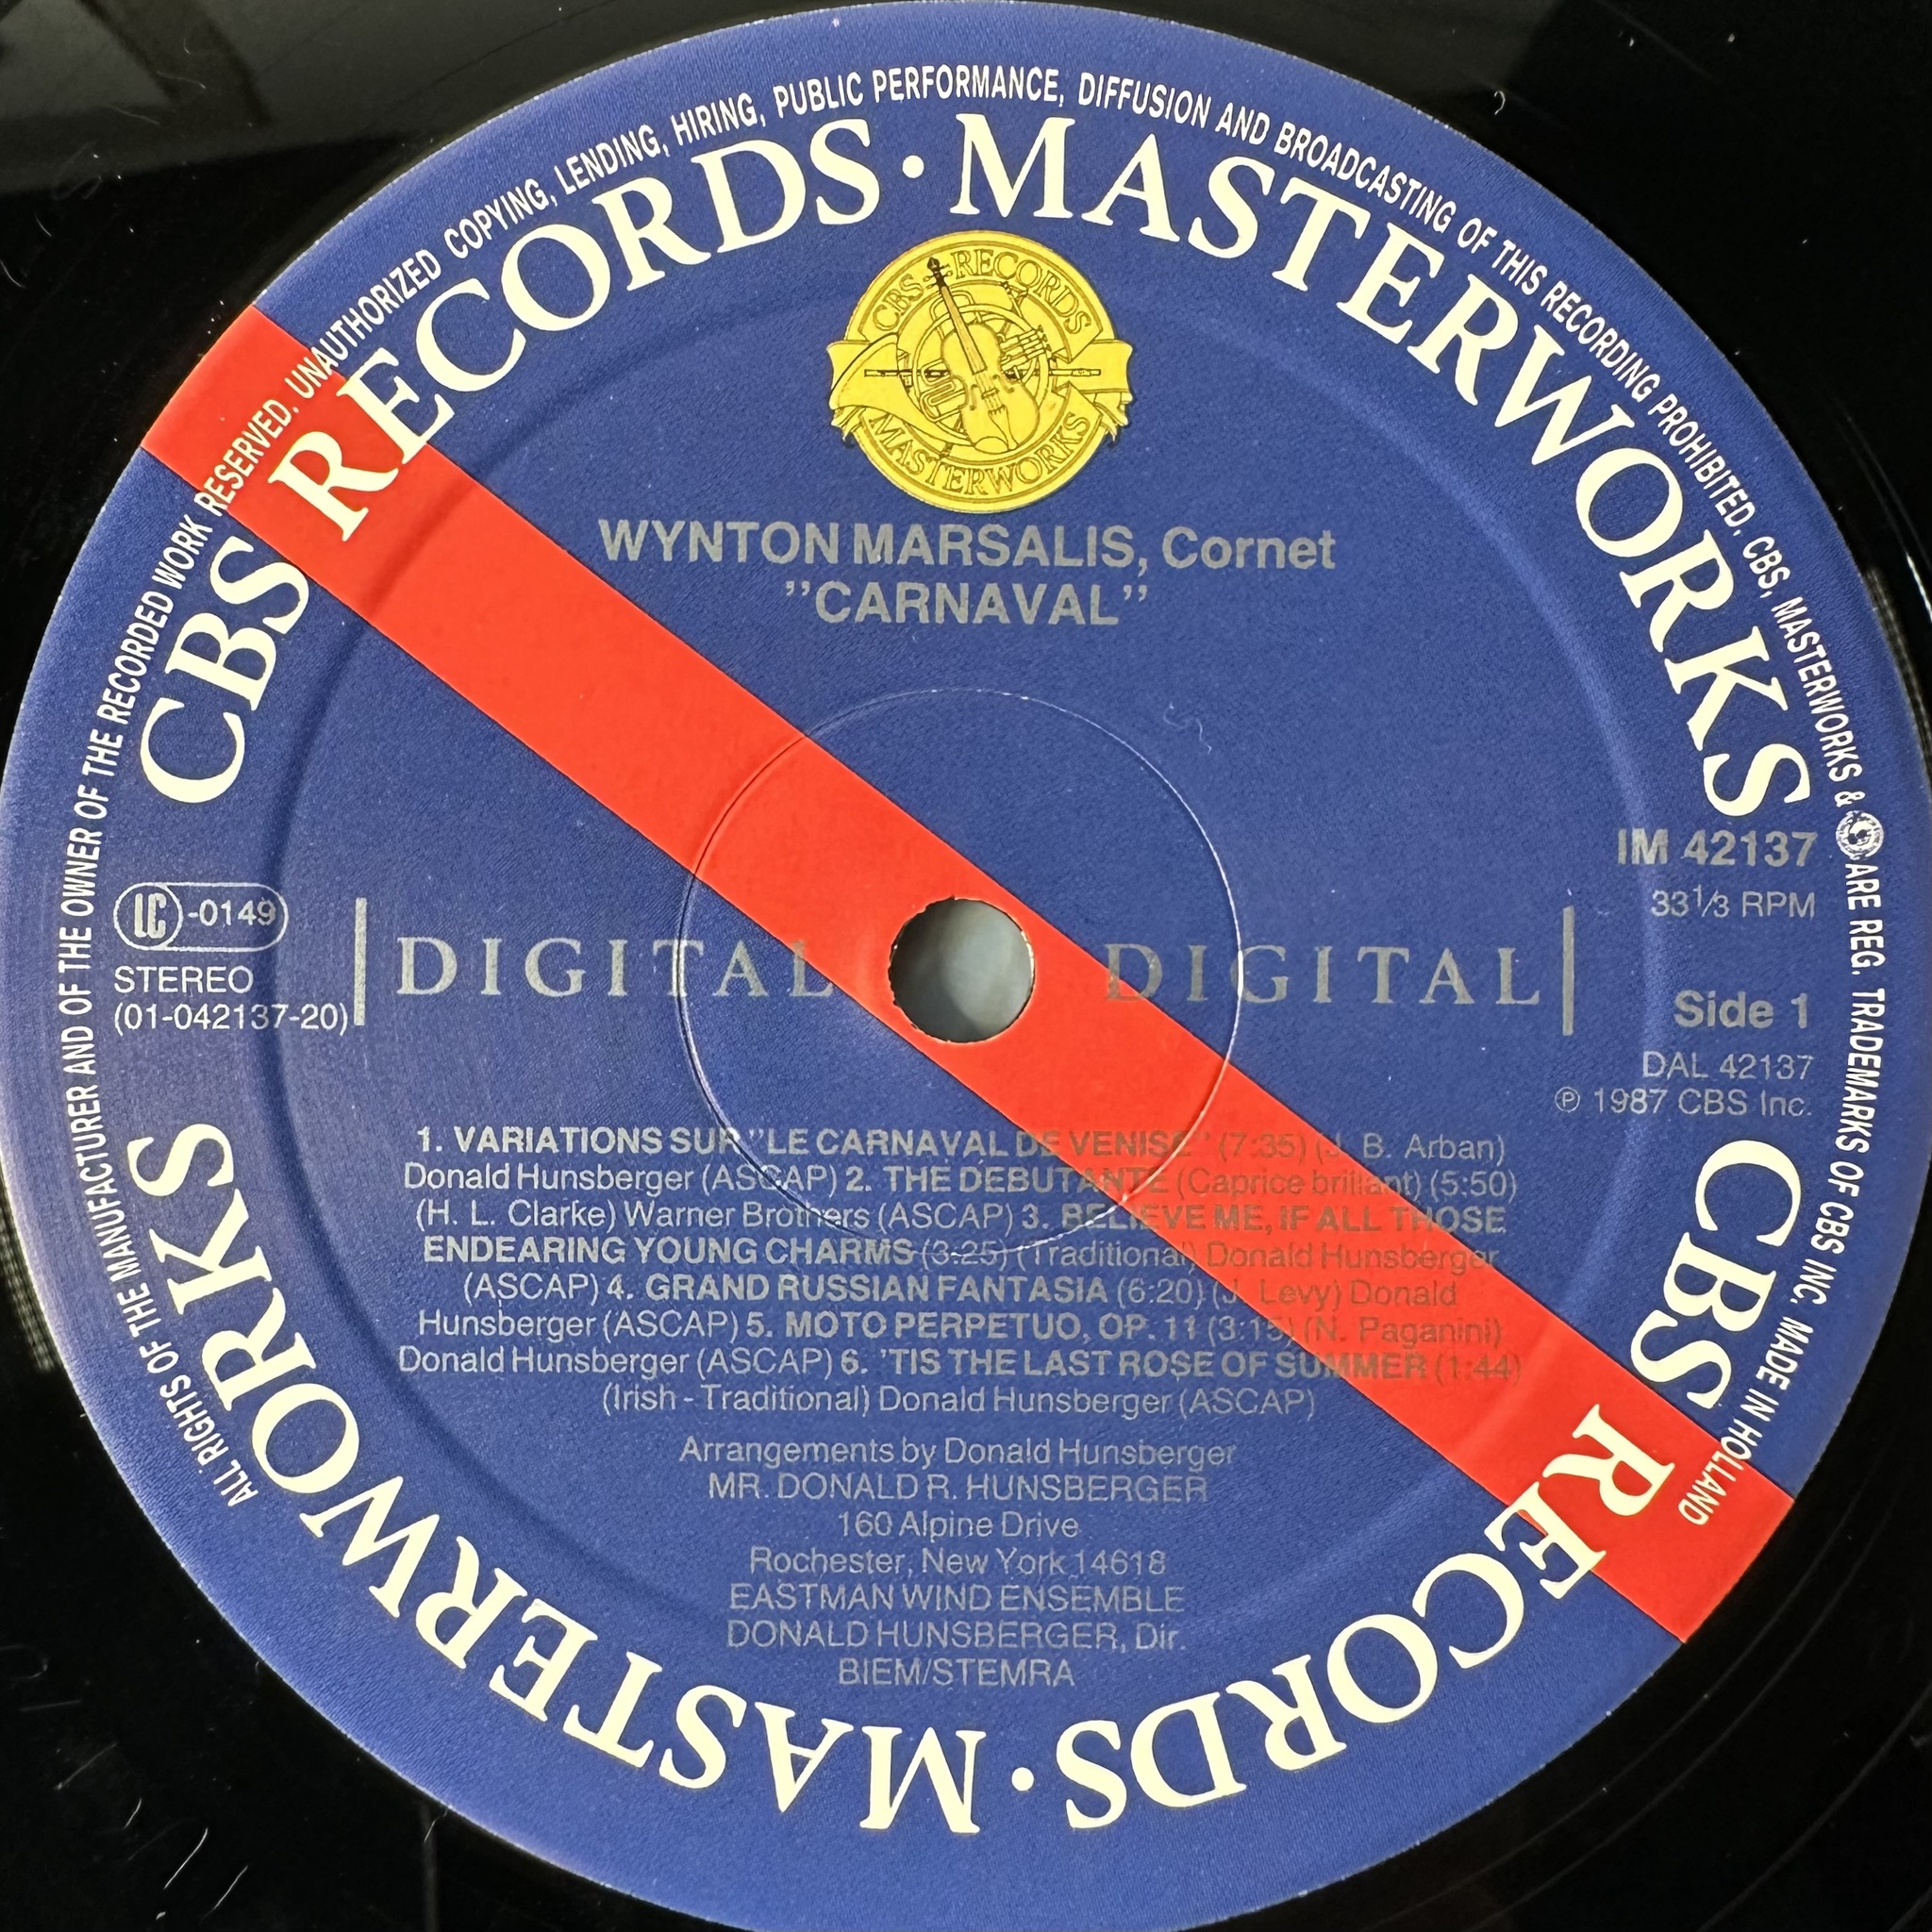 ALL RIGHTS OF THE MANUFACTURER AND OF THE OWNER OF THE RECORDED WORK RESERVED. UNAUTHORIZED COPYING, LENDING, HIRING, PUBLIC PERFORMANCE, DIFFUSION AND BROADCASTING OF THIS RECORDING PROHIBITED. CBS, MASTERWORKS & ARE REG. TRADEMARKS OF CBS INC. MADE IN HOLLAND
CBS RECORDS · MASTERWORKS
CBS RECORDS
MASTERWORKS
WYNTON MARSALIS, Cornet
”CARNAVAL”
IM 42137
33⅓ RPM
LC -0149
STEREO
(01-042137-20)
DIGITAL DIGITAL
Side 1
DAL 42137
℗ 1987 CBS Inc.
1. VARIATIONS SUR ”LE CARNAVAL DE VENISE” (7:35) (J. B. Arban)
Donald Hunsberger (ASCAP) 2. THE DEBUTANTE (Caprice brillant) (5:50)
(H. L. Clarke) Warner Brothers (ASCAP) 3. BELIEVE ME, IF ALL THOSE
ENDEARING YOUNG CHARMS (3:25) (Traditional) Donald Hunsberger
(ASCAP) 4. GRAND RUSSIAN FANTASIA (6:20) (J. Levy) Donald
Hunsberger (ASCAP) 5. MOTO PERPETUO, OP. 11 (3:15) (N. Paganini)
Donald Hunsberger (ASCAP) 6. ’TIS THE LAST ROSE OF SUMMER (1:44)
(Irish - Traditional) Donald Hunsberger (ASCAP)
Arrangements by Donald Hunsberger
MR. DONALD R. HUNSBERGER
160 Alpine Drive
Rochester, New York 14618
EASTMAN WIND ENSEMBLE
DONALD HUNSBERGER, Dir.
BIEM/STEMRA
CBS RECORDS · MASTERWORKS